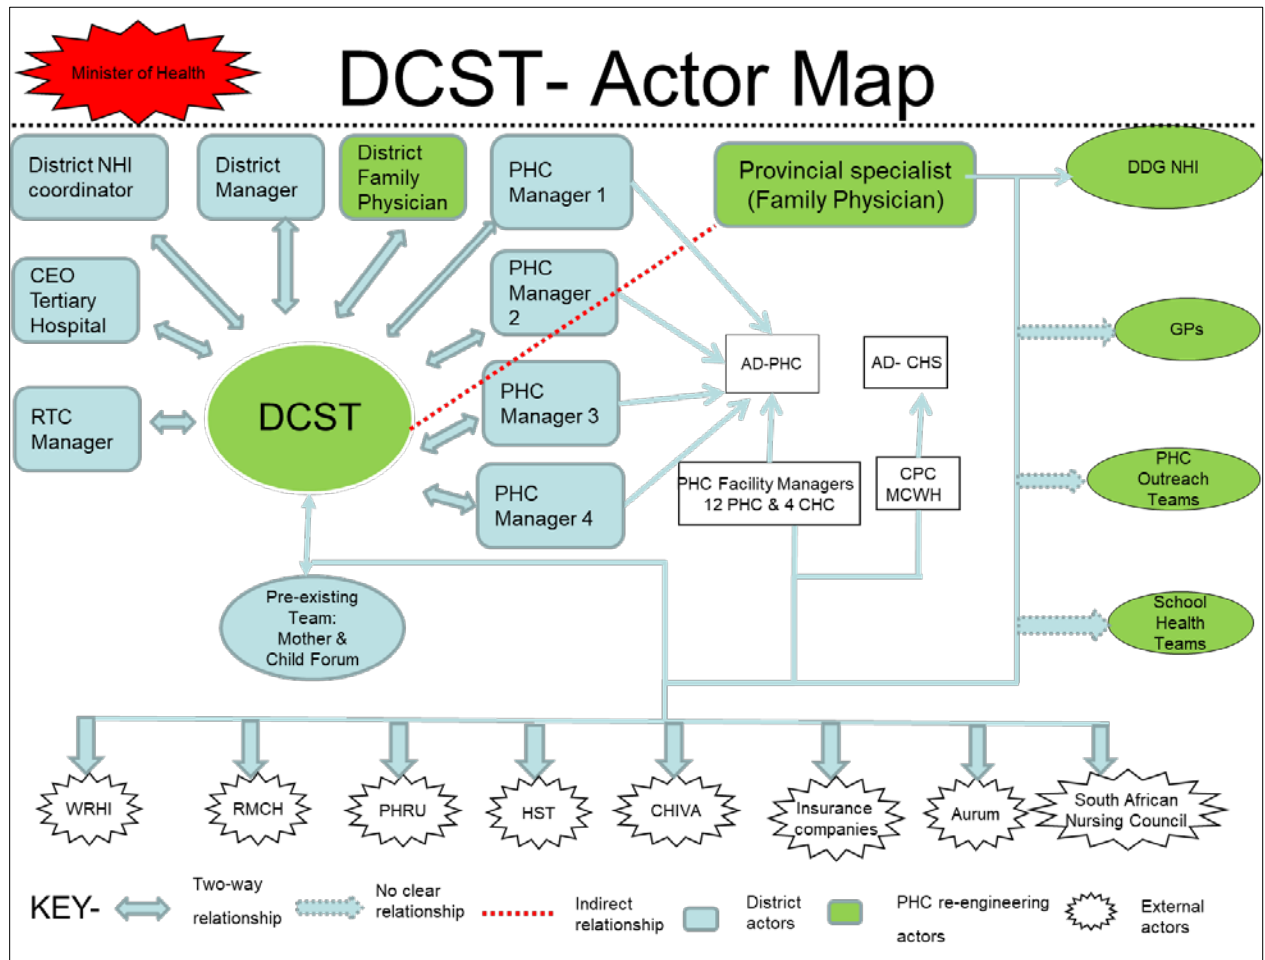 Minister of Health
DCST- Actor Map
District NHI
coordinator
District
Manager
District
Family
Physician
PHC
Manager 1
Provincial specialist
(Family Physician)
DDG NHI
CEO
Tertiary
Hospital
PHC
Manager
2
GPs
AD-PHC
AD- CHS
RTC
Manager
DCST
PHC
Manager 3
PHC
Manager 4
PHC Facility Managers
12 PHC & 4 CHC
CPC
MCWH
PHC
Outreach
Teams
Pre-existing
Team:
Mother &
Child Forum
School
Health
Teams
WRHI
RMCH
PHRU
HST
CHIVA
Insurance
companies
Aurum
South African
Nursing Council
KEY-
Two-way
relationship
No clear
relationship
Indirect
relationship
District
actors
PHC re-engineering
actors
External
actors